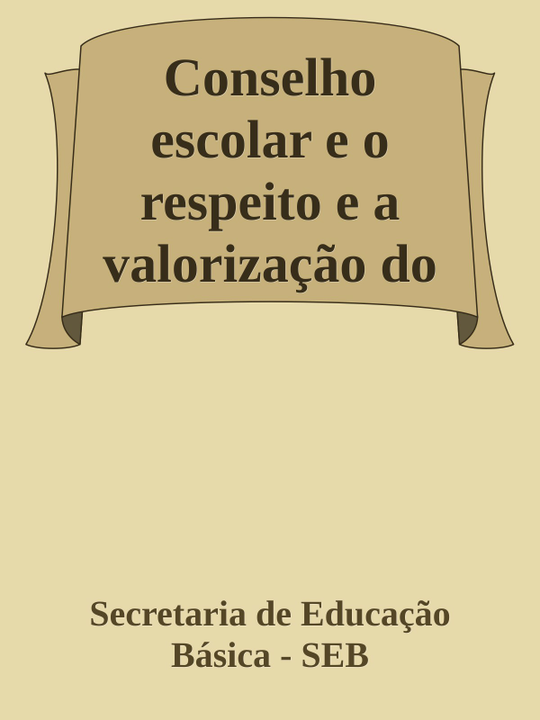 Conselho
escolar e o
respeito e a
valorização do
Secretaria de Educação
Básica - SEB